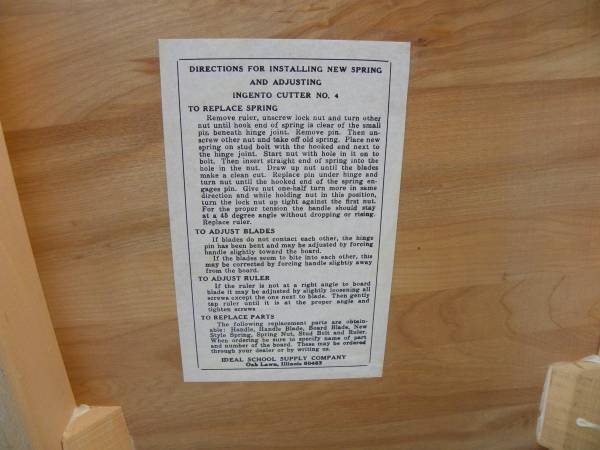 DIRECTIONS FOR INSTALLING NEW SPRING
AND ADJUSTING
INGENTO CUTTER NO. 4
TO REPLACE SPRING
Remove ruler, unscrew lock nut and turn other
nut until hook end of spring is clear of the small
pin beneath hinge joint. Remove pin. Then un-
screw other nut and take off old spring. Place new
spring on stud bolt with the hooked end next to
the hinge joint. Start nut with hole in it on to
bolt. Then insert straight end of spring into the
hole in the nut. Draw up nut until the blades
make a clean cut. Replace pin under hinge and
turn nut until the hooked end of the spring en-
gages pin. Give nut one-half turn more in same
direction and while holding nut in this position,
turn the lock nut up tight against the first nut.
For the proper tension the handle should stay
at a 45 degree angle without dropping or rising.
Replace ruler.
TO ADJUST BLADES
If blades do not contact each other, the hinge
pin has been bent and may be adjusted by forcing
handle slightly toward the board.
If the blades seem to bite into each other, this
may be corrected by forcing handle slightly away
from the board.
TO ADJUST RULER
If the ruler is not at a right angle to board
blade it may be adjusted by slightly loosening all
screws except the one next to blade. Then gently
tap ruler until it is at the proper angle and
tighten screws
TO REPLACE PARTS
The following replacement parts are obtain-
able: Handle, Handle Blade, Board Blade, New
Style Spring, Spring Nut, Stud Bolt and Ruler.
When ordering be sure to specify name of part
and number of the board. These may be ordered
through your dealer or by writing us.
IDEAL SCHOOL SUPPLY COMPANY
Oak Lawn, Illinois 60453